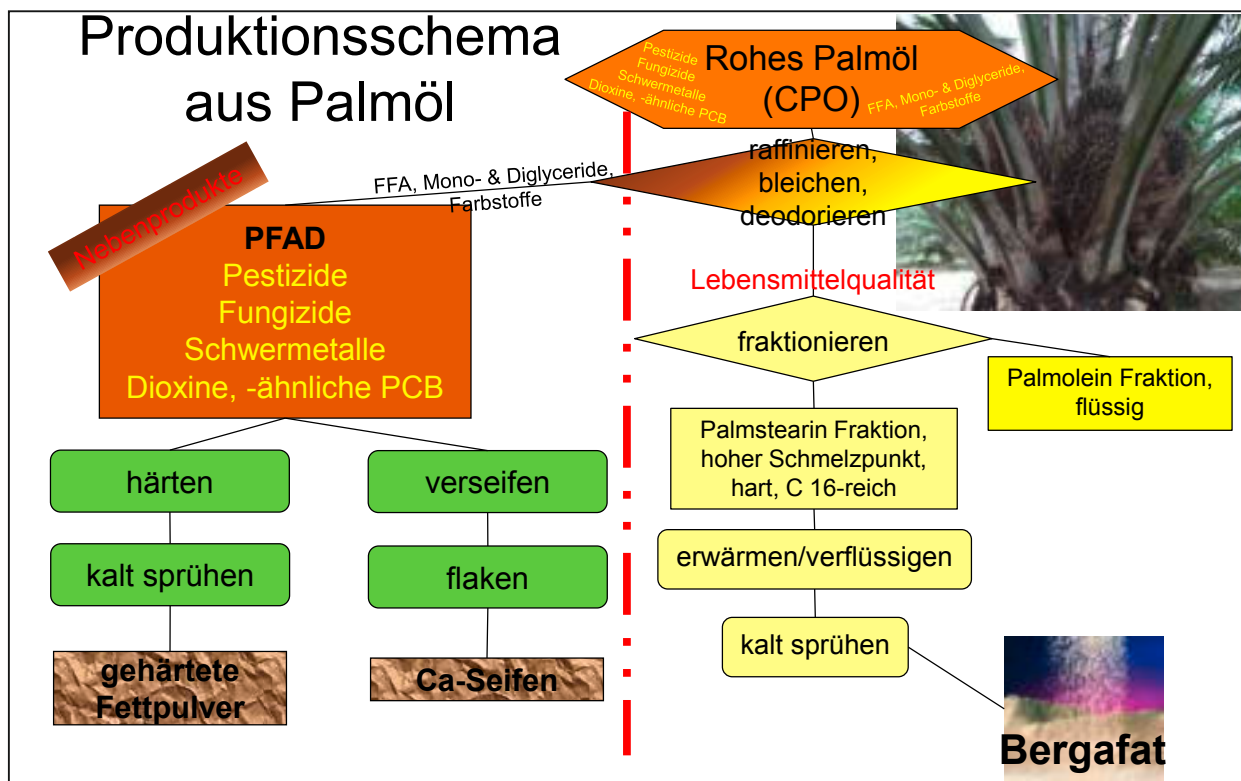 Produktionsschema
aus Palmöl
Pestizide
Fungizide
Schwermetalle
Dioxine, -ähnliche PCB
Rohes Palmöl
(CPO)
FFA, Mono- & Diglyceride,
Farbstoffe
raffinieren,
bleichen,
deodorieren
FFA, Mono- & Diglyceride,
Farbstoffe
Nebenprodukte
PFAD
Pestizide
Fungizide
Schwermetalle
Dioxine, -ähnliche PCB
härten
kalt sprühen
gehärtete
Fettpulver
verseifen
flaken
Ca-Seifen
Lebensmittelqualität
fraktionieren
Palmolein Fraktion,
flüssig
Palmstearin Fraktion,
hoher Schmelzpunkt,
hart, C 16-reich
erwärmen/verflüssigen
kalt sprühen
Bergafat